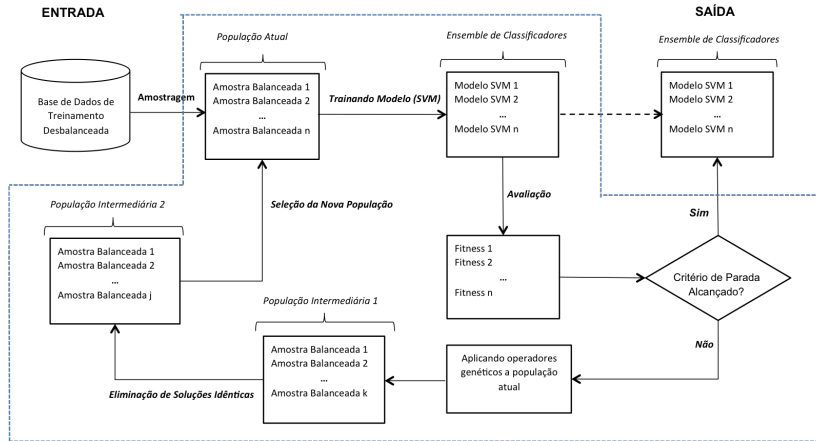 ENTRADA
SAÍDA
População Atual
Ensemble de Classificadores
Ensemble de Classificadores
Base de Dados de
Treinamento
Desbalanceada
Amostragem
Amostra Balanceada 1
Amostra Balanceada 2
...
Amostra Balanceada n
Trainando Modelo (SVM)
Modelo SVM 1
Modelo SVM 2
...
Modelo SVM n
Modelo SVM 1
Modelo SVM 2
...
Modelo SVM n
População Intermediária 2
Seleção da Nova População
Avaliação
Sim
Amostra Balanceada 1
Amostra Balanceada 2
...
Amostra Balanceada j
Fitness 1
Fitness 2
...
Fitness n
Critério de Parada
Alcançado?
População Intermediária 1
Não
Amostra Balanceada 1
Amostra Balanceada 2
...
Amostra Balanceada k
Aplicando operadores
genéticos a população
atual
Eliminação de Soluções Idênticas